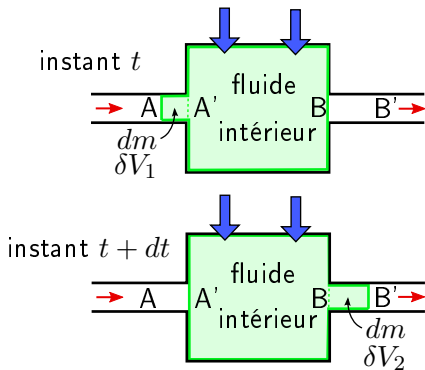 instant t
fluide
A A' B B'
intérieur
dm
δV₁
instant t + dt
fluide
A A' B B'
intérieur
dm
δV₂